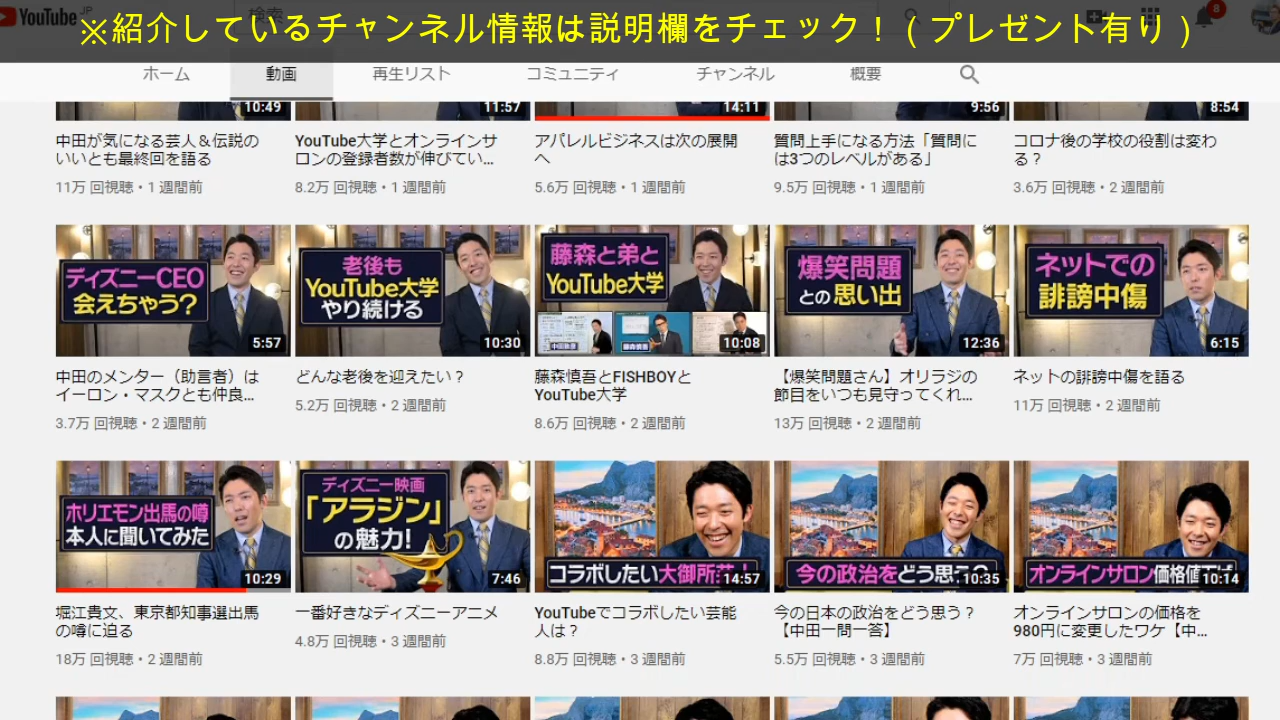 YouTube JP
検索
8
※紹介しているチャンネル情報は説明欄をチェック！（プレゼント有り）
ホーム 動画 再生リスト コミュニティ チャンネル 概要
10:49 11:57 14:11 9:56 8:54
中田が気になる芸人＆伝説の
いいとも最終回を語る
11万 回視聴・1 週間前
YouTube大学とオンラインサ
ロンの登録者数が伸びてい...
8.2万 回視聴・1 週間前
アパレルビジネスは次の展開
へ
5.6万 回視聴・1 週間前
質問上手になる方法「質問に
は3つのレベルがある」
9.5万 回視聴・1 週間前
コロナ後の学校の役割は変わ
る？
3.6万 回視聴・2 週間前
ディズニーCEO
会えちゃう?
5:57
中田のメンター（助言者）は
イーロン・マスクとも仲良...
3.7万 回視聴・2 週間前
老後も
YouTube大学
やり続ける
10:30
どんな老後を迎えたい？
5.2万 回視聴・2 週間前
藤森と弟と
YouTube大学
中田敦彦
藤森慎吾
10:08
藤森慎吾とFISHBOYと
YouTube大学
8.6万 回視聴・2 週間前
爆笑問題
との思い出
12:36
【爆笑問題さん】オリラジの
節目をいつも見守ってくれ...
13万 回視聴・2 週間前
ネットでの
誹謗中傷
6:15
ネットの誹謗中傷を語る
11万 回視聴・2 週間前
ホリエモン出馬の噂
本人に聞いてみた
10:29
堀江貴文、東京都知事選出馬
の噂に迫る
18万 回視聴・2 週間前
ディズニー映画
「アラジン」
の魅力!
7:46
一番好きなディズニーアニメ
4.8万 回視聴・3 週間前
コラボしたい大御所芸
14:57
YouTubeでコラボしたい芸能
人は？
8.8万 回視聴・3 週間前
今の政治をどう思う?
10:35
今の日本の政治をどう思う？
【中田一問一答】
5.5万 回視聴・3 週間前
オンラインサロン価格値下げ
10:14
オンラインサロンの価格を
980円に変更したワケ【中...
7万 回視聴・3 週間前